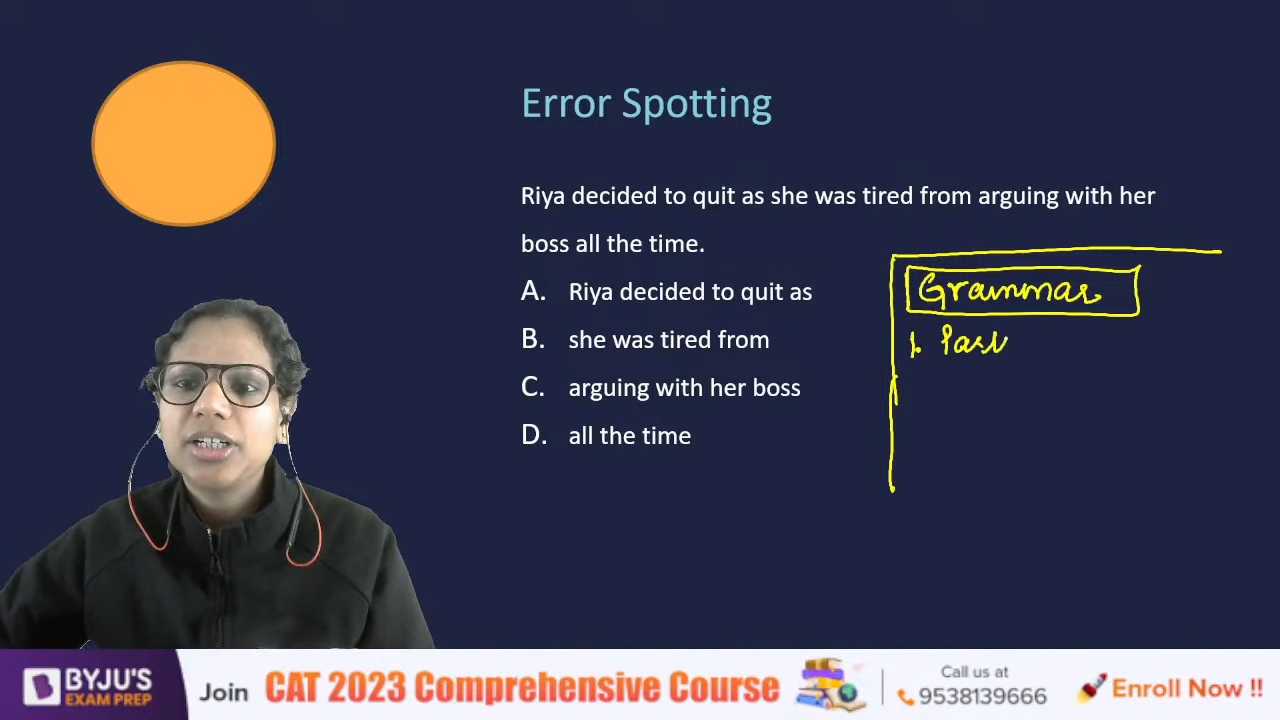 Error Spotting
Riya decided to quit as she was tired from arguing with her
boss all the time.
A. Riya decided to quit as
B. she was tired from
C. arguing with her boss
D. all the time
Grammar
1. Past
BYJU'S
EXAM PREP
Join CAT 2023 Comprehensive Course
Call us at
9538139666
Enroll Now !!